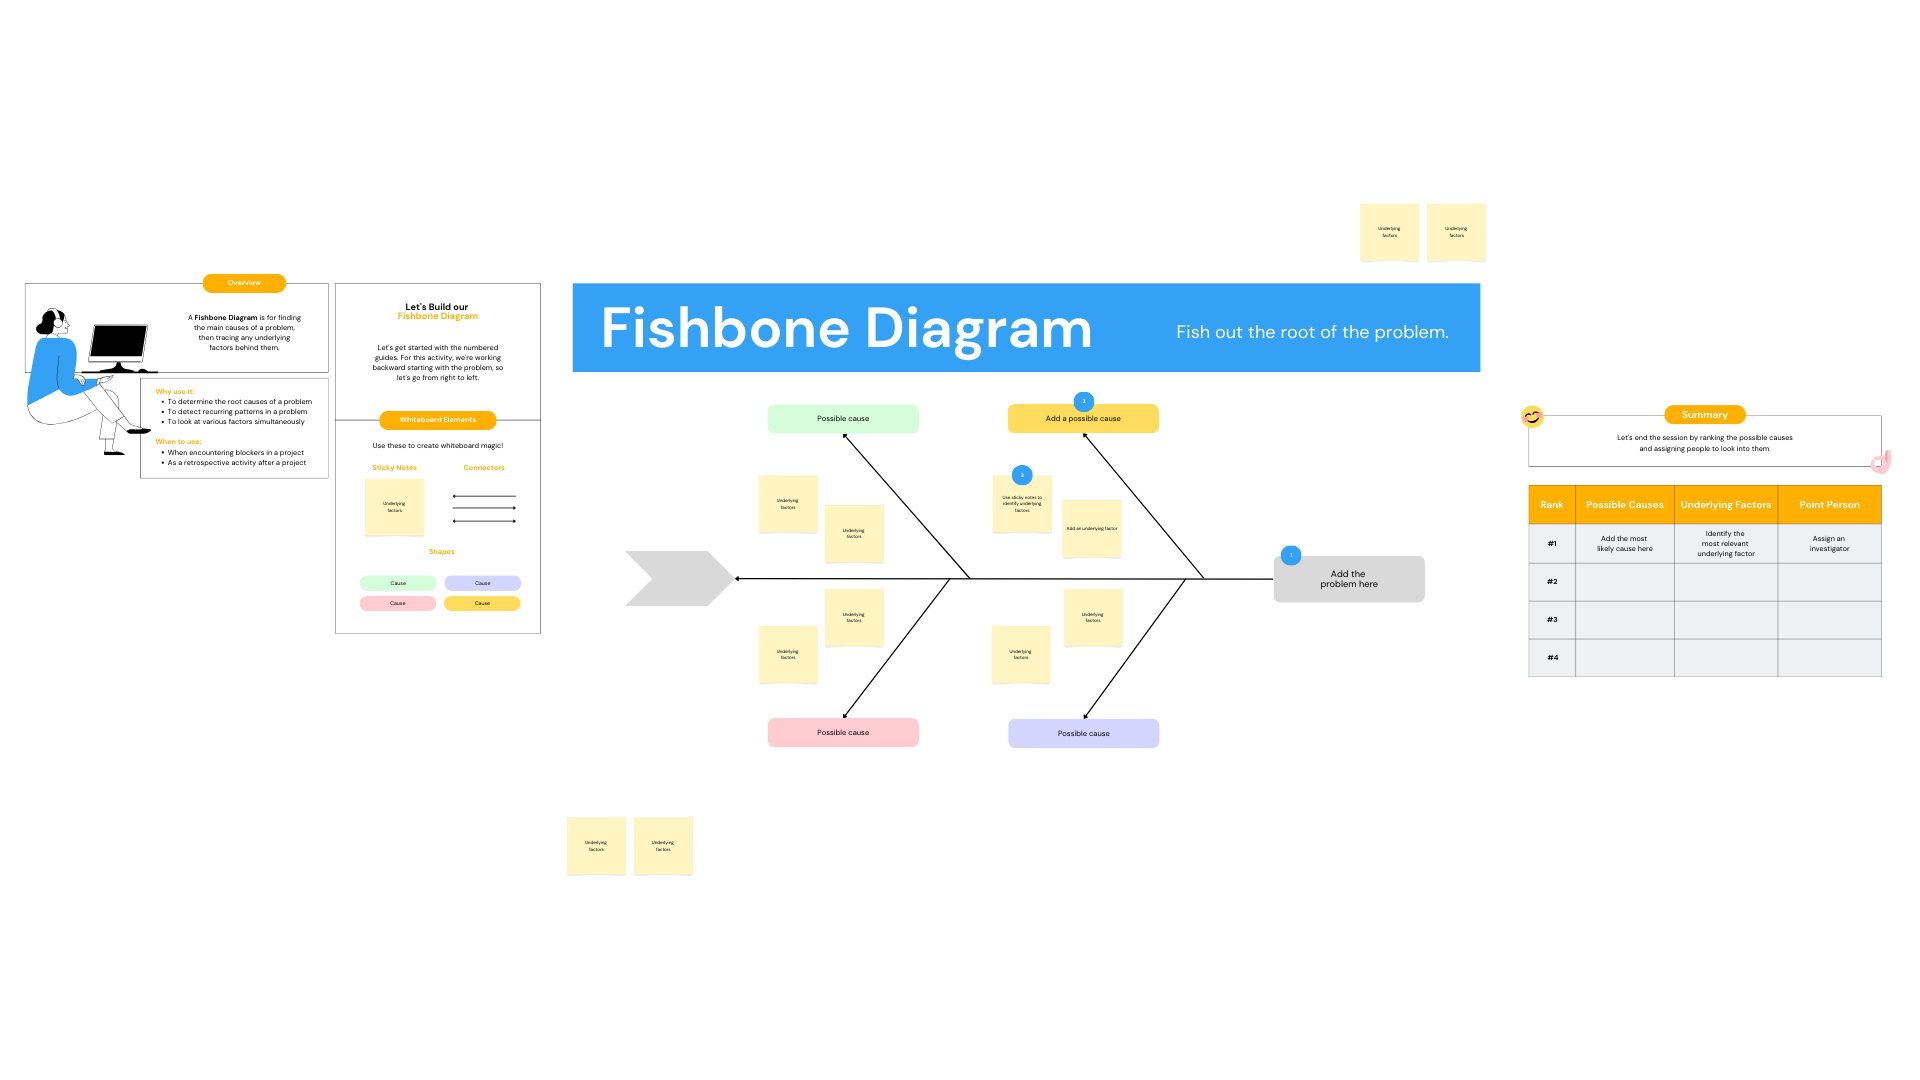 Overview
A Fishbone Diagram is for finding
the main causes of a problem,
then tracing any underlying
factors behind them.
Why use it:
• To determine the root causes of a problem
• To detect recurring patterns in a problem
• To look at various factors simultaneously
When to use:
• When encountering blockers in a project
• As a retrospective activity after a project
Let's Build our
Fishbone Diagram
Let's get started with the numbered
guides. For this activity, we're working
backward starting with the problem, so
let's go from right to left.
Whiteboard Elements
Use these to create whiteboard magic!
Sticky Notes
Connectors
Underlying
factors
Shapes
Cause
Cause
Cause
Cause
Underlying
factors
Underlying
factors
Fishbone Diagram
Fish out the root of the problem.
Possible cause
2
Add a possible cause
Underlying
factors
Underlying
factors
3
Use sticky notes to
identify underlying
factors
Add an underlying factor
1
Add the
problem here
Underlying
factors
Underlying
factors
Underlying
factors
Underlying
factors
Possible cause
Possible cause
Underlying
factors
Underlying
factors
Summary
Let's end the session by ranking the possible causes
and assigning people to look into them.
Rank Possible Causes Underlying Factors Point Person
#1
Add the most
likely cause here
Identify the
most relevant
underlying factor
Assign an
investigator
#2
#3
#4